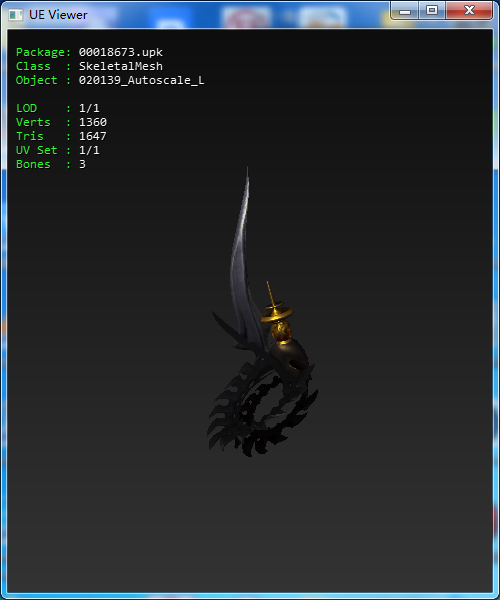 UE Viewer
Package: 00018673.upk
Class : SkeletalMesh
Object : 020139_Autoscale_L
LOD : 1/1
Verts : 1360
Tris : 1647
UV Set : 1/1
Bones : 3